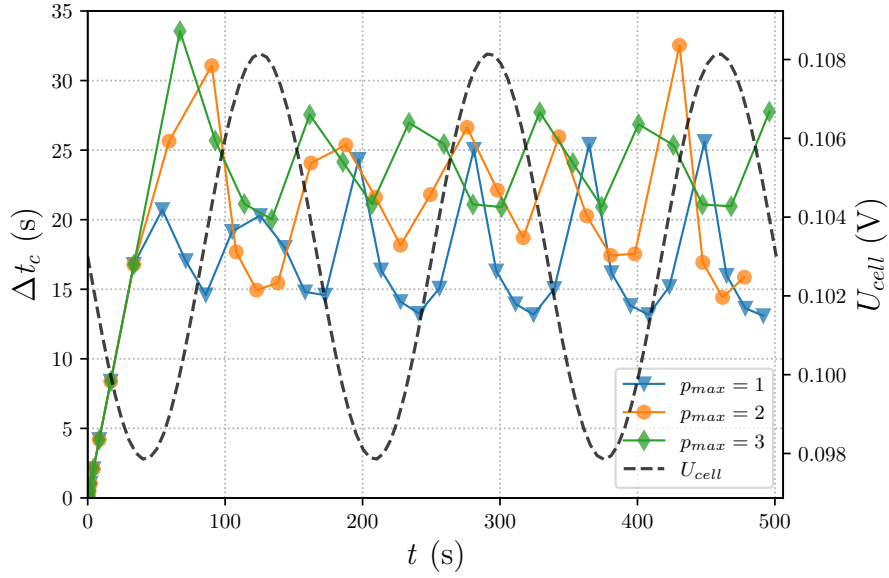 35
30
25
20
15
10
5
0
Δt_c (s)
0.108
0.106
0.104
0.102
0.100
0.098
U_cell (V)
p_max = 1
p_max = 2
p_max = 3
U_cell
0 100 200 300 400 500
t (s)